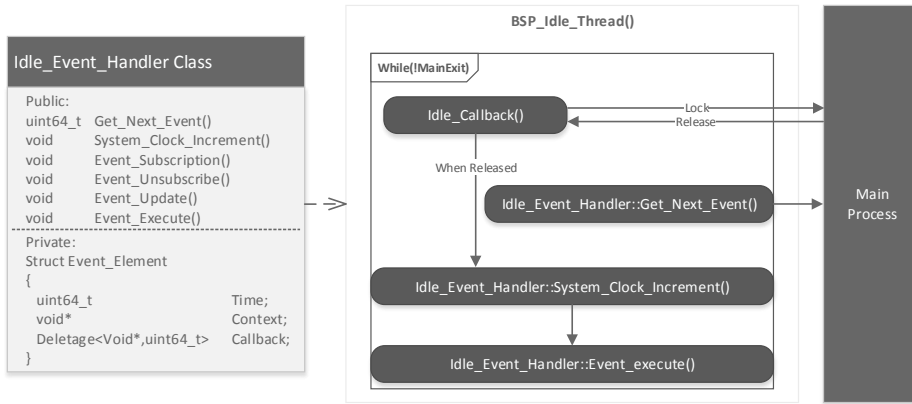 Idle_Event_Handler Class
Public:
uint64_t Get_Next_Event()
void System_Clock_Increment()
void Event_Subscription()
void Event_Unsubscribe()
void Event_Update()
void Event_Execute()
Private:
Struct Event_Element
{
uint64_t Time;
void* Context;
Deletage<Void*,uint64_t> Callback;
}
BSP_Idle_Thread()
While(!MainExit)
Idle_Callback()
Lock
Release
When Released
Idle_Event_Handler::Get_Next_Event()
Idle_Event_Handler::System_Clock_Increment()
Idle_Event_Handler::Event_execute()
Main
Process